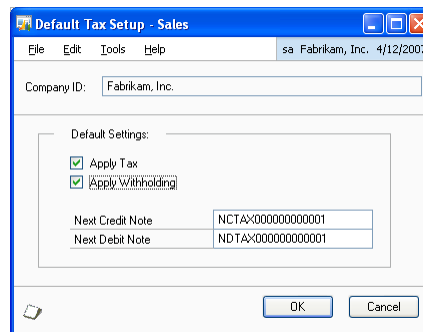 Default Tax Setup - Sales
File Edit Tools Help sa Fabrikam, Inc. 4/12/2007
Company ID: Fabrikam, Inc.
Default Settings:
Apply Tax
Apply Withholding
Next Credit Note NCTAX000000000001
Next Debit Note NDTAX000000000001
OK Cancel